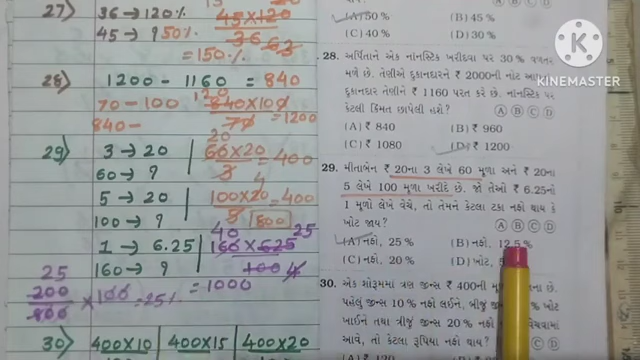 27) 36 → 120%
45 → ? 50%
45×120
36
= 150%
28) 1200 - 1160 = 840
70 - 100
840 -
840×100
70
= 1200
29) 3 → 20
60 → ?
60×20
3
= 400
5 → 20
100 → ?
100×20
5
= 400
800
1 → 6.25
160 → ?
40 25
160 × 625
100
= 1000
25
200
800
× 100 = 25%
30) 400×10 | 400×15 | 400×20
(A) 50% (B) 45%
(C) 40% (D) 30%
KINEMASTER
28. અર્પિતાને એક નોનસ્ટિક ખરીદવા પર 30% વળતર
મળે છે. તેણીએ દુકાનદારને ₹ 2000ની નોટ
દુકાનદાર તેણીને ₹ 1160 પરત કરે છે. નોનસ્ટિક પર
કેટલી કિંમત છાપેલી હશે? A B C D
(A) ₹ 840 (B) ₹ 960
(C) ₹ 1080 (D) ₹ 1200
29. મીતાબેન ₹ 20ના 3 લેખે 60 મૂળા અને ₹ 20ના
5 લેખે 100 મૂળા ખરીદે છે. જો તેઓ ₹ 6.25નો
1 મૂળો લેખે વેચે, તો તેમને કેટલા ટકા નફો થાય કે
ખોટ જાય? A B C D
(A) નફો, 25% (B) નફો, 12.5%
(C) નફો, 20% (D) ખોટ,
30. એક શોરૂમમાં ત્રણ જીન્સ ₹ 400ની
પહેલું જીન્સ 10% નફો લઈને, બીજું જીન્સ
ખોટ ખાઈને તથા ત્રીજું જીન્સ 20% નફો વેચવામાં
આવે, તો કેટલા રૂપિયા નફો થાય?